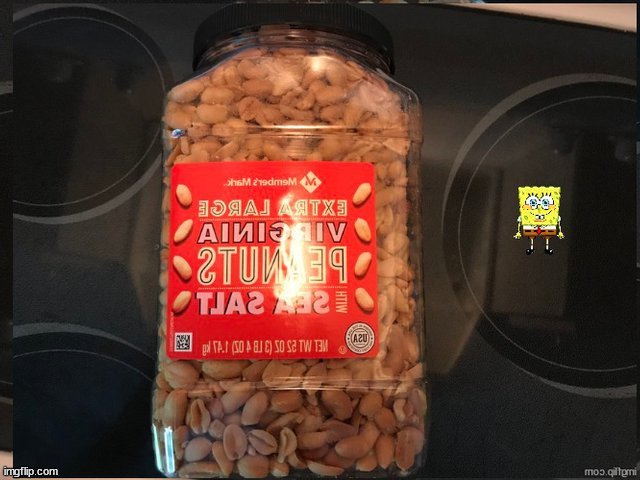 Member's Mark.
EXTRA LARGE
VIRGINIA
PEANUTS
WITH
SEA SALT
NET WT 52 OZ (3 LB 4 OZ) 1.47 kg
USA
imgflip.com
imgflip.com